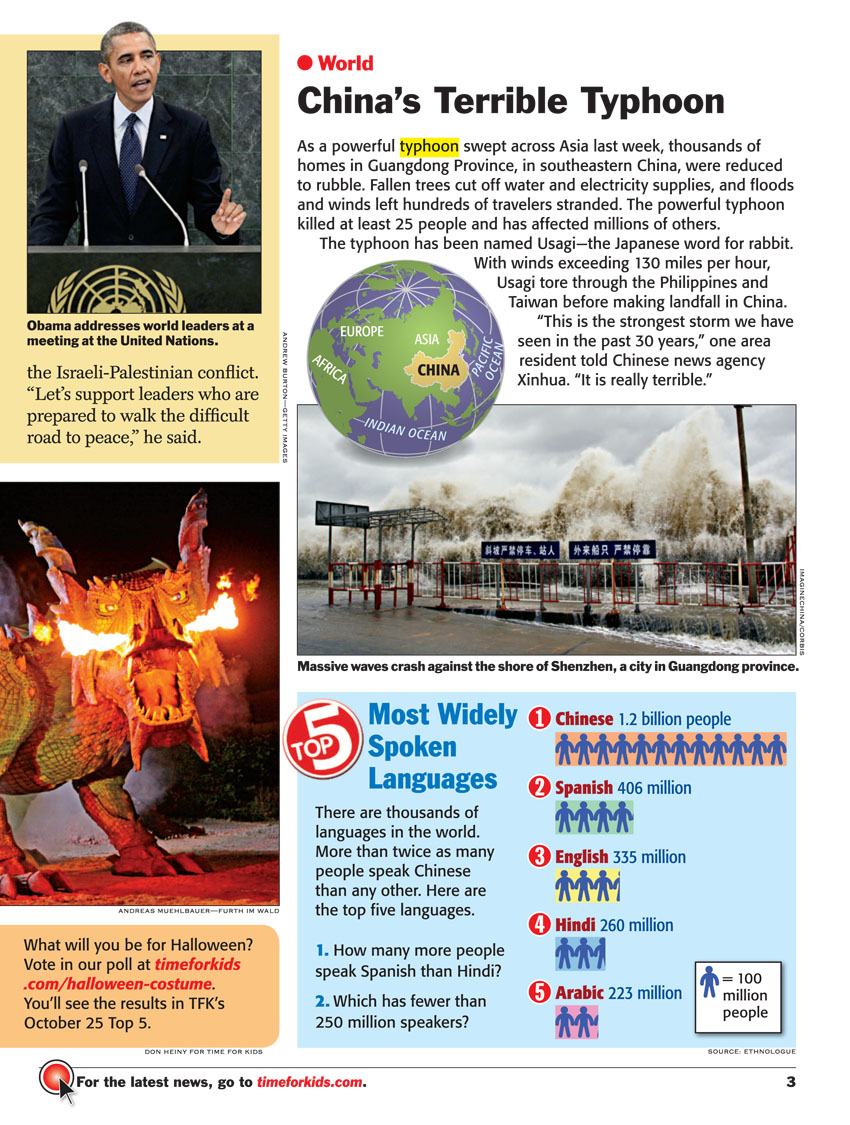 Obama addresses world leaders at a
meeting at the United Nations.
ANDREW BURTON—GETTY IMAGES
the Israeli-Palestinian conflict.
“Let’s support leaders who are
prepared to walk the difficult
road to peace,” he said.
ANDREAS MUEHLBAUER—FURTH IM WALD
What will you be for Halloween?
Vote in our poll at timeforkids
.com/halloween-costume.
You’ll see the results in TFK’s
October 25 Top 5.
DON HEINY FOR TIME FOR KIDS
World
China’s Terrible Typhoon
As a powerful typhoon swept across Asia last week, thousands of
homes in Guangdong Province, in southeastern China, were reduced
to rubble. Fallen trees cut off water and electricity supplies, and floods
and winds left hundreds of travelers stranded. The powerful typhoon
killed at least 25 people and has affected millions of others.
The typhoon has been named Usagi—the Japanese word for rabbit.
With winds exceeding 130 miles per hour,
Usagi tore through the Philippines and
Taiwan before making landfall in China.
“This is the strongest storm we have
seen in the past 30 years,” one area
resident told Chinese news agency
Xinhua. “It is really terrible.”
EUROPE
ASIA
AFRICA
CHINA
PACIFIC
OCEAN
INDIAN OCEAN
斜坡严禁停车、站人
外来船只 严禁停靠
IMAGINECHINA/CORBIS
Massive waves crash against the shore of Shenzhen, a city in Guangdong province.
TOP 5
Most Widely
Spoken
Languages
There are thousands of
languages in the world.
More than twice as many
people speak Chinese
than any other. Here are
the top five languages.
1. How many more people
speak Spanish than Hindi?
2. Which has fewer than
250 million speakers?
1 Chinese 1.2 billion people
2 Spanish 406 million
3 English 335 million
4 Hindi 260 million
5 Arabic 223 million
= 100
million
people
SOURCE: ETHNOLOGUE
For the latest news, go to timeforkids.com.
3